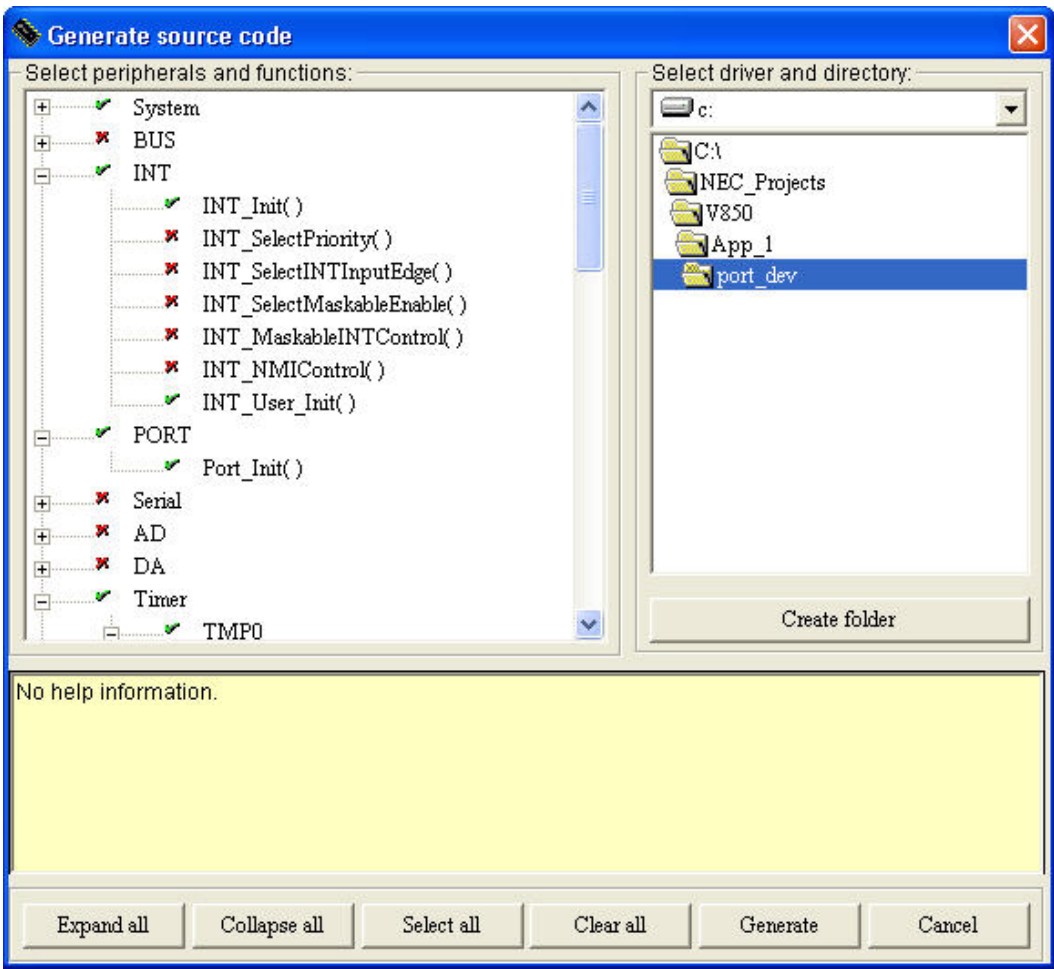 Generate source code
Select peripherals and functions:
System
BUS
INT
INT_Init( )
INT_SelectPriority( )
INT_SelectINTInputEdge( )
INT_SelectMaskableEnable( )
INT_MaskableINTControl( )
INT_NMIControl( )
INT_User_Init( )
PORT
Port_Init( )
Serial
AD
DA
Timer
TMP0
Select driver and directory:
c:
C:\
NEC_Projects
V850
App_1
port_dev
Create folder
No help information.
Expand all Collapse all Select all Clear all Generate Cancel